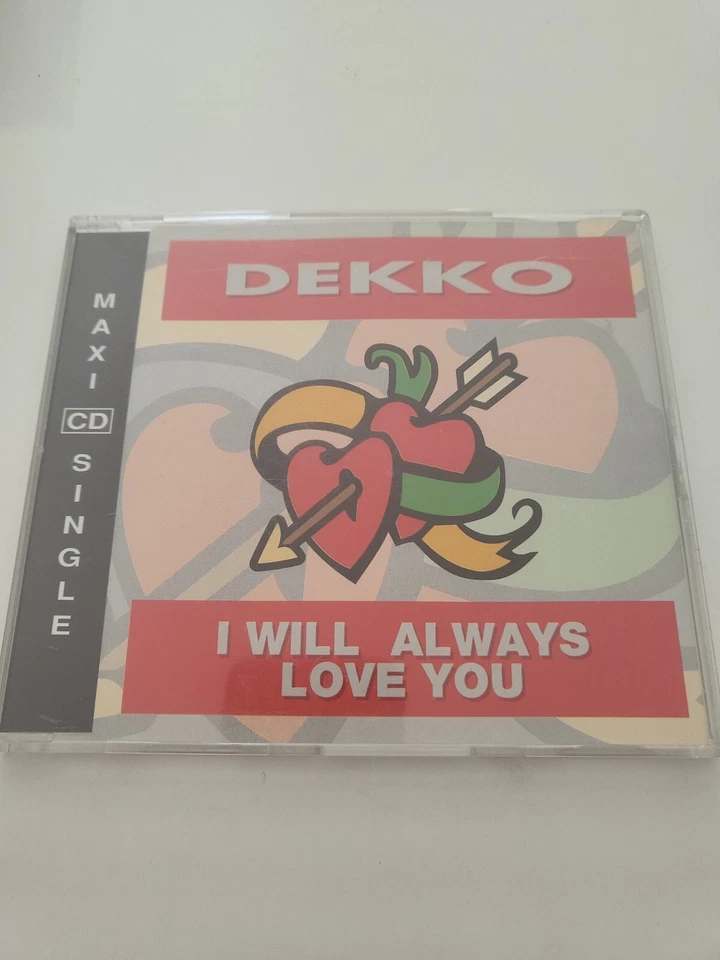 DEKKO
MAXI CD SINGLE
I WILL ALWAYS
LOVE YOU